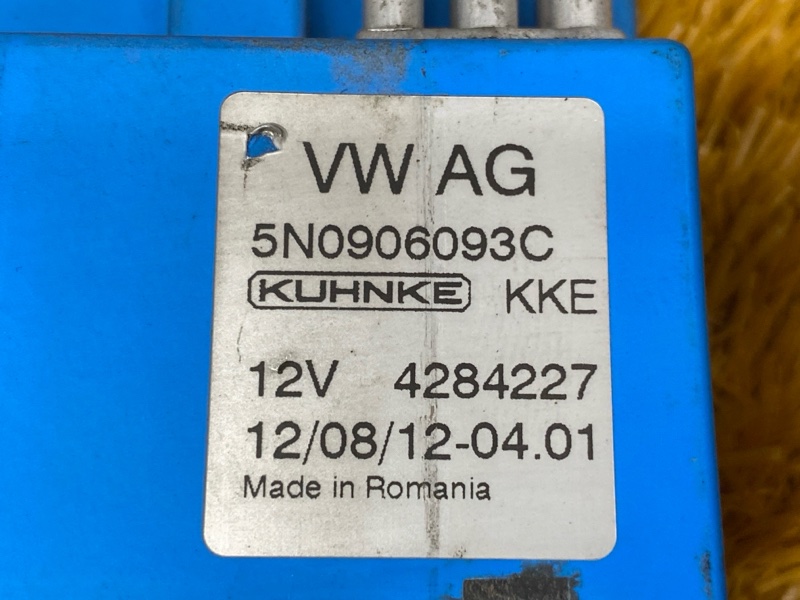 VW AG
5N0906093C
KUHNKE KKE
12V 4284227
12/08/12-04.01
Made in Romania